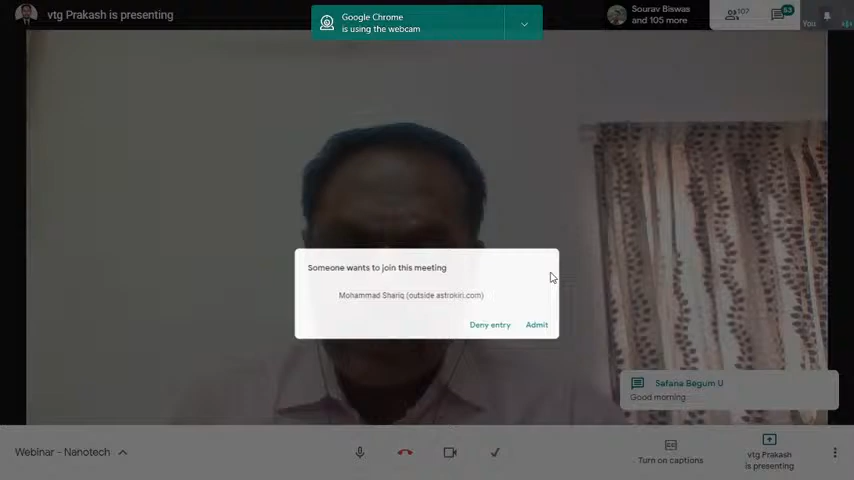 vtg Prakash is presenting
Google Chrome
is using the webcam
Sourav Biswas
and 105 more
107
53
You
Someone wants to join this meeting
Mohammad Shariq (outside astrokiri.com)
Deny entry
Admit
Safana Begum U
Good morning
Webinar - Nanotech
Turn on captions
vtg Prakash
is presenting